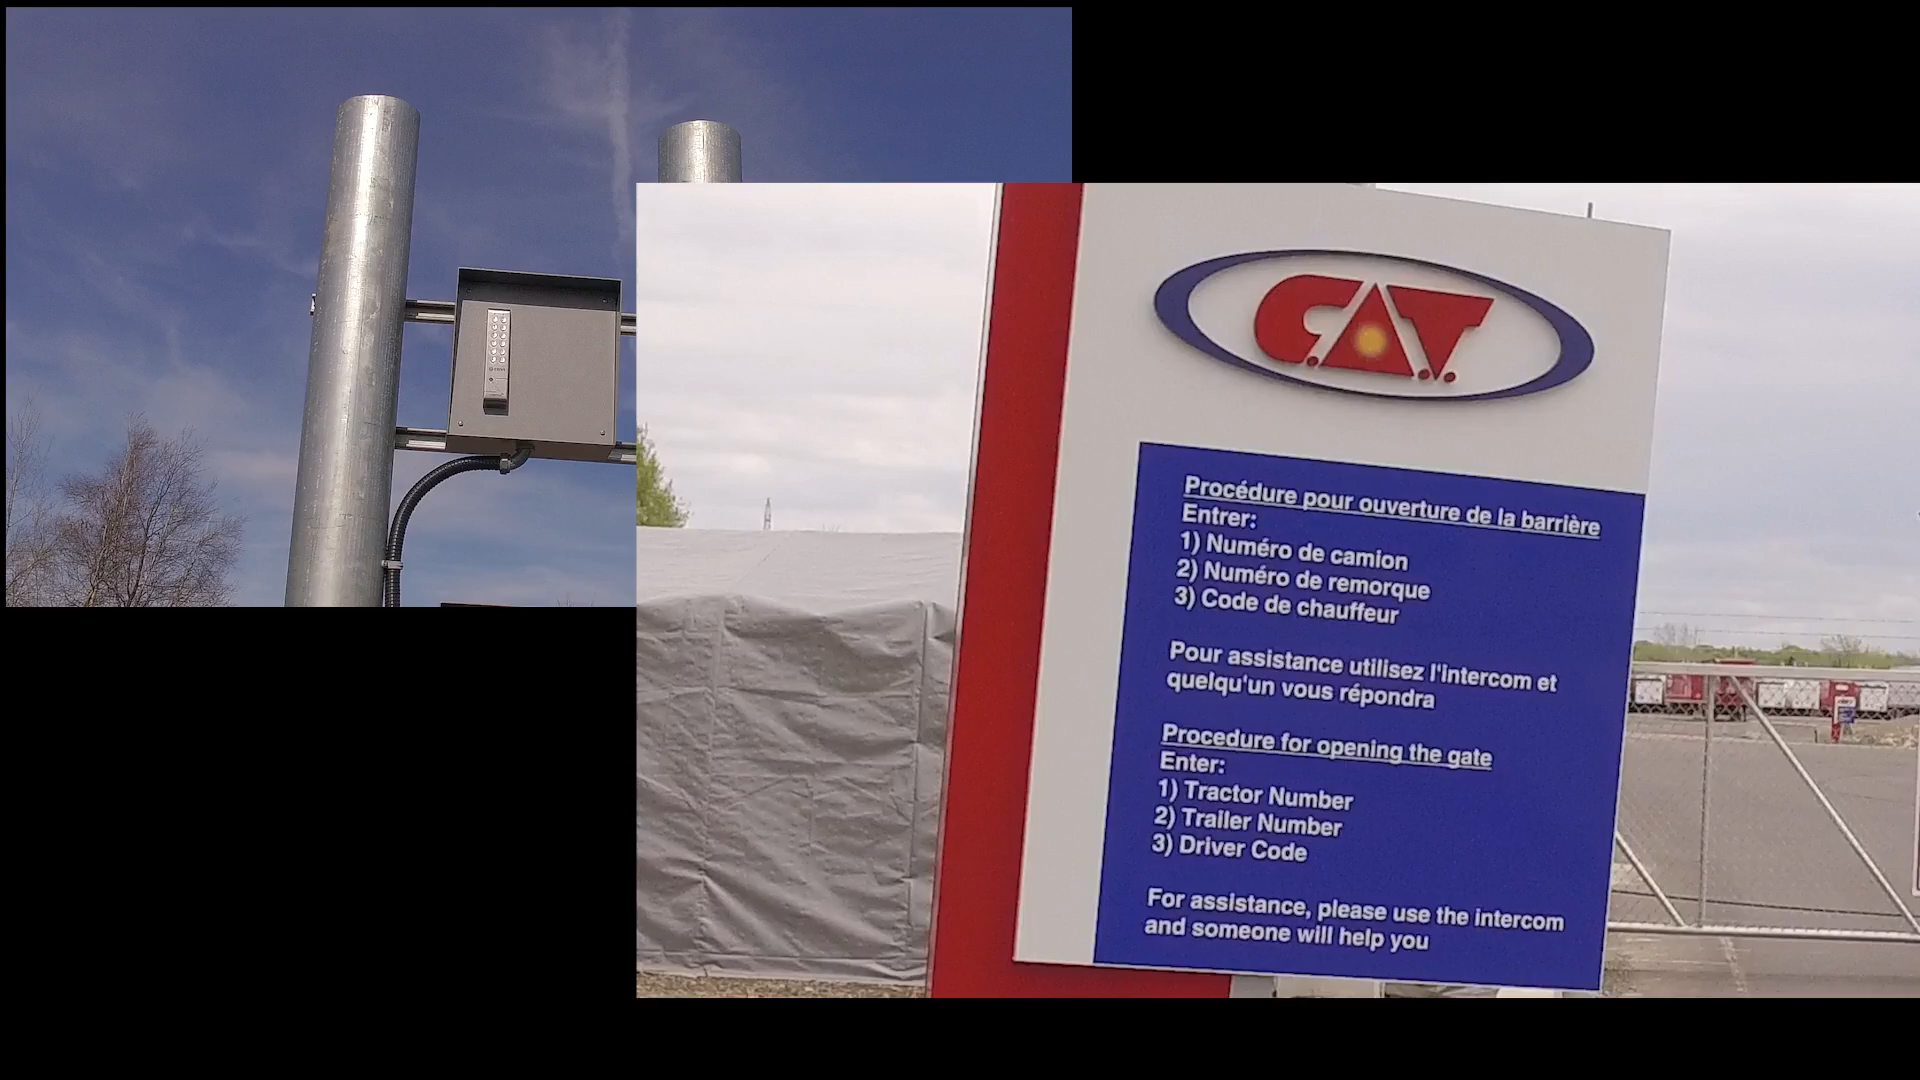 C.A.T.
Procédure pour ouverture de la barrière
Entrer:
1) Numéro de camion
2) Numéro de remorque
3) Code de chauffeur
Pour assistance utilisez l'intercom et
quelqu'un vous répondra
Procedure for opening the gate
Enter:
1) Tractor Number
2) Trailer Number
3) Driver Code
For assistance, please use the intercom
and someone will help you